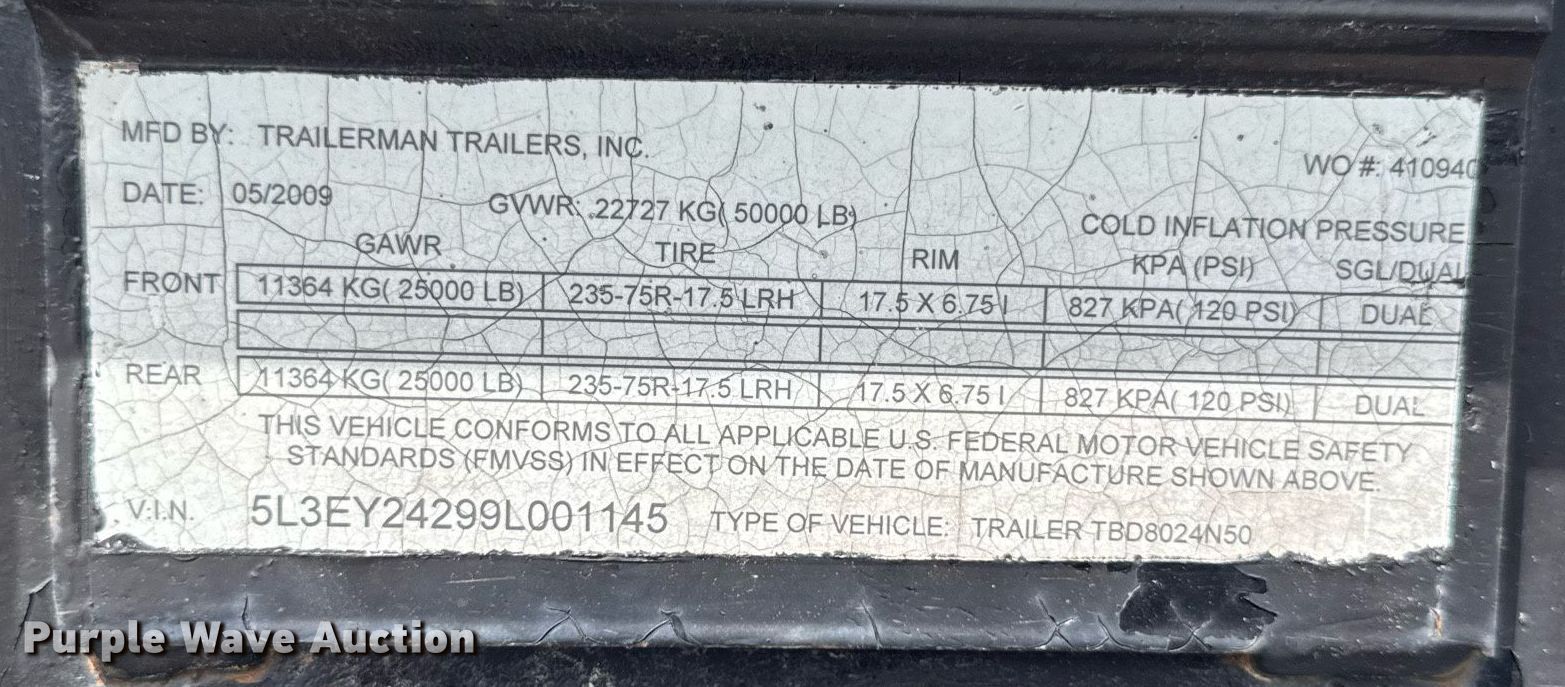 MFD BY: TRAILERMAN TRAILERS, INC.
WO #: 410940
DATE: 05/2009 GVWR: 22727 KG( 50000 LB)
COLD INFLATION PRESSURE
GAWR TIRE RIM KPA (PSI) SGL/DUAL
FRONT 11364 KG( 25000 LB) 235-75R-17.5 LRH 17.5 X 6.75 I 827 KPA( 120 PSI) DUAL
REAR 11364 KG( 25000 LB) 235-75R-17.5 LRH 17.5 X 6.75 I 827 KPA( 120 PSI) DUAL
THIS VEHICLE CONFORMS TO ALL APPLICABLE U.S. FEDERAL MOTOR VEHICLE SAFETY
STANDARDS (FMVSS) IN EFFECT ON THE DATE OF MANUFACTURE SHOWN ABOVE.
V.I.N. 5L3EY24299L001145 TYPE OF VEHICLE: TRAILER TBD8024N50
Purple Wave Auction